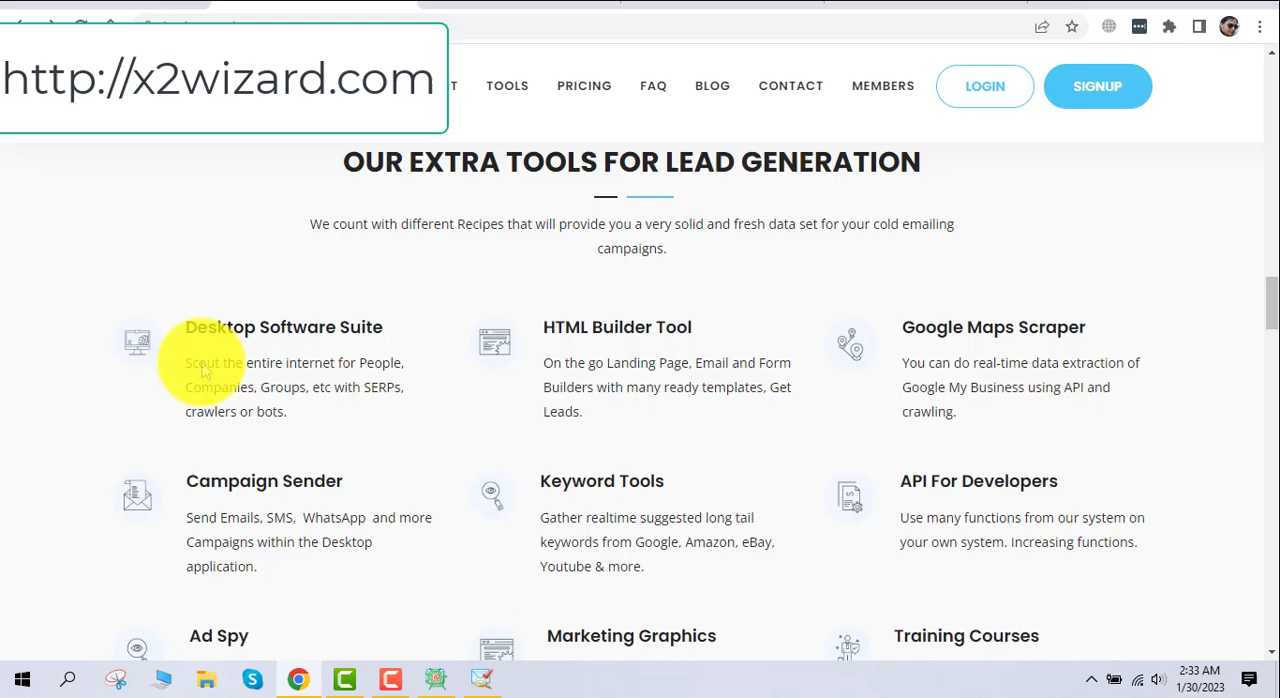 http://x2wizard.com
T TOOLS PRICING FAQ BLOG CONTACT MEMBERS LOGIN SIGNUP
OUR EXTRA TOOLS FOR LEAD GENERATION
We count with different Recipes that will provide you a very solid and fresh data set for your cold emailing
campaigns.
Desktop Software Suite
Scout the entire internet for People,
Companies, Groups, etc with SERPs,
crawlers or bots.
HTML Builder Tool
On the go Landing Page, Email and Form
Builders with many ready templates, Get
Leads.
Google Maps Scraper
You can do real-time data extraction of
Google My Business using API and
crawling.
Campaign Sender
Send Emails, SMS, WhatsApp and more
Campaigns within the Desktop
application.
Keyword Tools
Gather realtime suggested long tail
keywords from Google, Amazon, eBay,
Youtube & more.
API For Developers
Use many functions from our system on
your own system. Increasing functions.
Ad Spy
Marketing Graphics
Training Courses
2:33 AM
1/30/2023